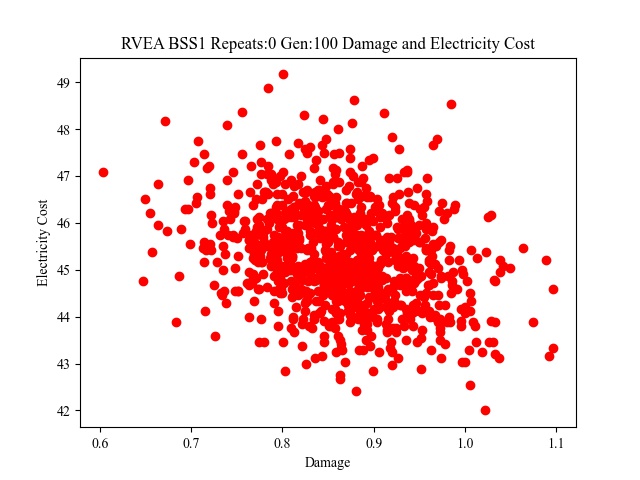 RVEA BSS1 Repeats:0 Gen:100 Damage and Electricity Cost
Electricity Cost
49
48
47
46
45
44
43
42
0.6 0.7 0.8 0.9 1.0 1.1
Damage